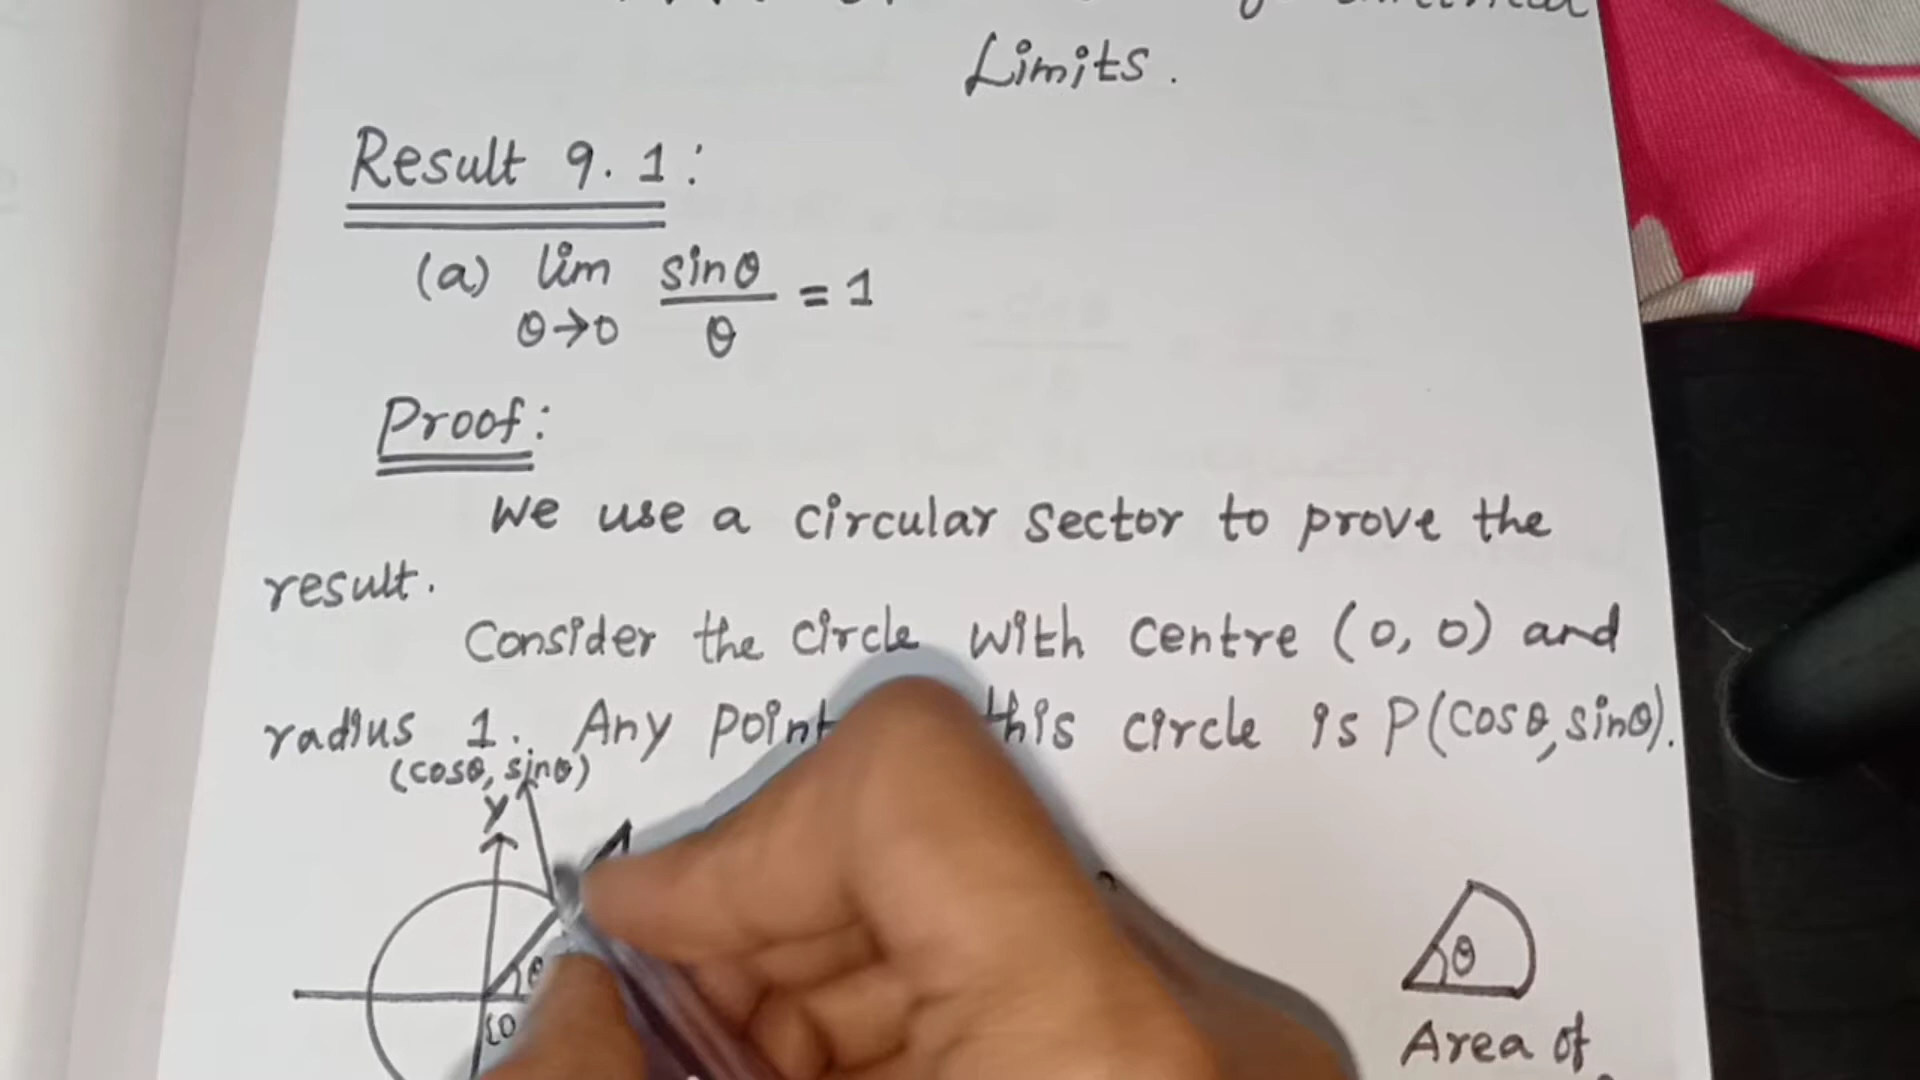 Limits.
Result 9.1:
(a) lim sinθ = 1
θ→0 θ
Proof:
We use a circular sector to prove the
result.
Consider the circle with centre (0,0) and
radius 1. Any point this circle is P(cosθ, sinθ).
(cosθ, sinθ)
Y
θ
θ
Area of